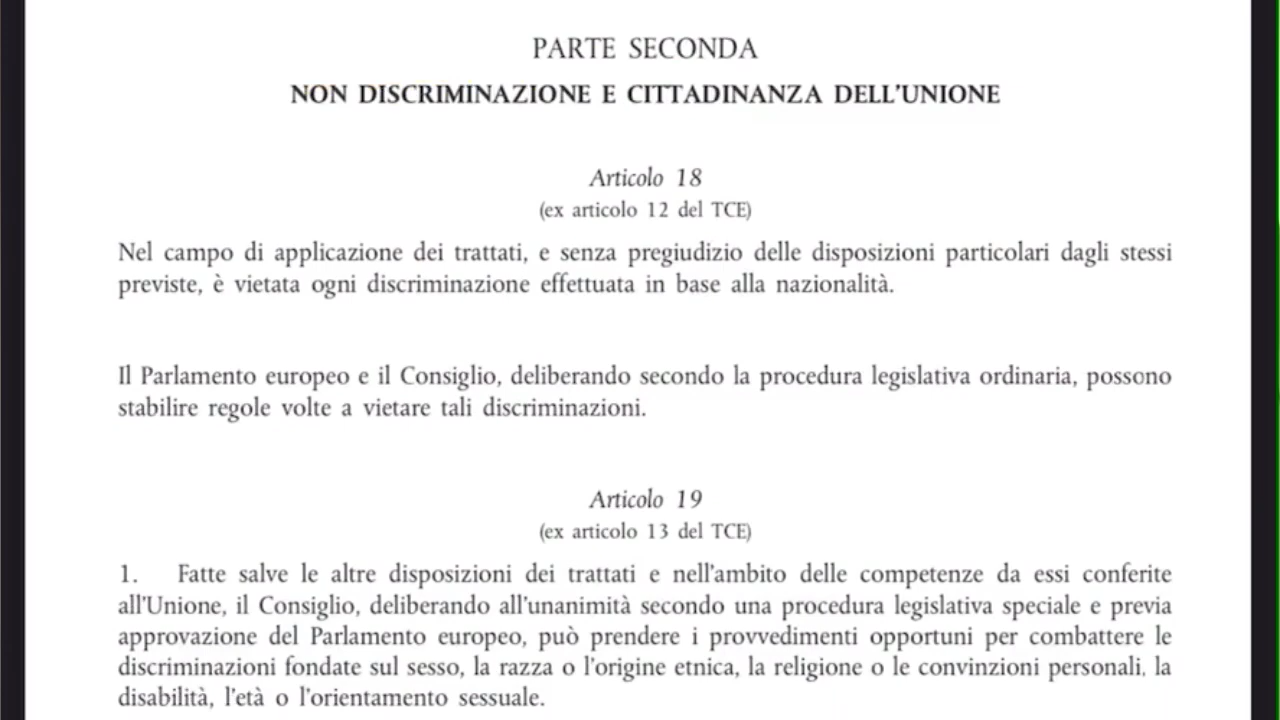 PARTE SECONDA
NON DISCRIMINAZIONE E CITTADINANZA DELL'UNIONE
Articolo 18
(ex articolo 12 del TCE)
Nel campo di applicazione dei trattati, e senza pregiudizio delle disposizioni particolari dagli stessi
previste, è vietata ogni discriminazione effettuata in base alla nazionalità.
Il Parlamento europeo e il Consiglio, deliberando secondo la procedura legislativa ordinaria, possono
stabilire regole volte a vietare tali discriminazioni.
Articolo 19
(ex articolo 13 del TCE)
1. Fatte salve le altre disposizioni dei trattati e nell'ambito delle competenze da essi conferite
all'Unione, il Consiglio, deliberando all'unanimità secondo una procedura legislativa speciale e previa
approvazione del Parlamento europeo, può prendere i provvedimenti opportuni per combattere le
discriminazioni fondate sul sesso, la razza o l'origine etnica, la religione o le convinzioni personali, la
disabilità, l'età o l'orientamento sessuale.